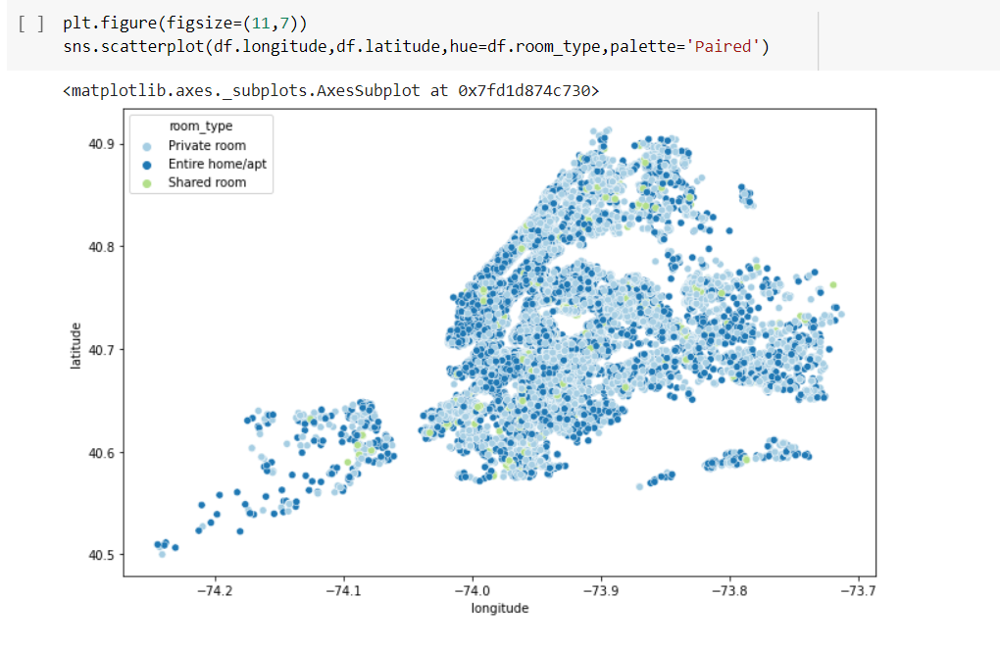 [ ] plt.figure(figsize=(11,7))
sns.scatterplot(df.longitude,df.latitude,hue=df.room_type,palette='Paired')
<matplotlib.axes._subplots.AxesSubplot at 0x7fd1d874c730>
room_type
Private room
Entire home/apt
Shared room
40.9
40.8
40.7
40.6
40.5
latitude
−74.2 −74.1 −74.0 −73.9 −73.8 −73.7
longitude